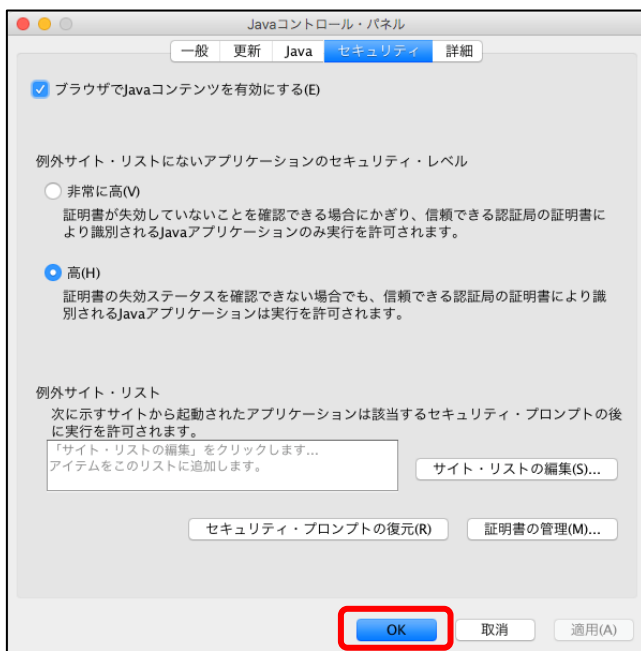 Javaコントロール・パネル
一般 更新 Java セキュリティ 詳細
ブラウザでJavaコンテンツを有効にする(E)
例外サイト・リストにないアプリケーションのセキュリティ・レベル
非常に高(V)
証明書が失効していないことを確認できる場合にかぎり、信頼できる認証局の証明書に
より識別されるJavaアプリケーションのみ実行を許可されます。
高(H)
証明書の失効ステータスを確認できない場合でも、信頼できる認証局の証明書により識
別されるJavaアプリケーションは実行を許可されます。
例外サイト・リスト
次に示すサイトから起動されたアプリケーションは該当するセキュリティ・プロンプトの後
に実行を許可されます。
「サイト・リストの編集」をクリックします...
アイテムをこのリストに追加します。
サイト・リストの編集(S)...
セキュリティ・プロンプトの復元(R) 証明書の管理(M)...
OK 取消 適用(A)